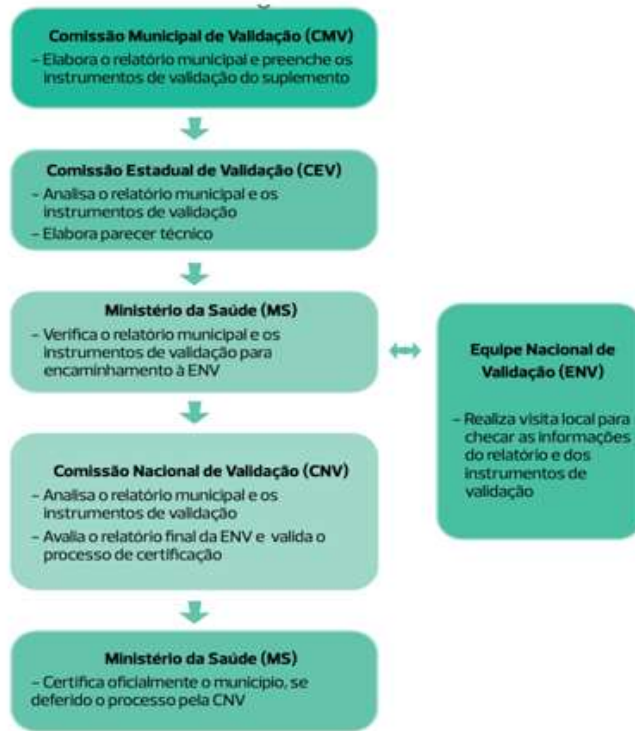 Comissão Municipal de Validação (CMV)
– Elabora o relatório municipal e preenche os
instrumentos de validação do suplemento
Comissão Estadual de Validação (CEV)
– Analisa o relatório municipal e os
instrumentos de validação
– Elabora parecer técnico
Ministério da Saúde (MS)
– Verifica o relatório municipal e os
instrumentos de validação para
encaminhamento à ENV
Equipe Nacional de
Validação (ENV)
– Realiza visita local para
checar as informações
do relatório e dos
instrumentos de
validação
Comissão Nacional de Validação (CNV)
– Analisa o relatório municipal e os
instrumentos de validação
– Avalia o relatório final da ENV e valida o
processo de certificação
Ministério da Saúde (MS)
– Certifica oficialmente o município, se
deferido o processo pela CNV